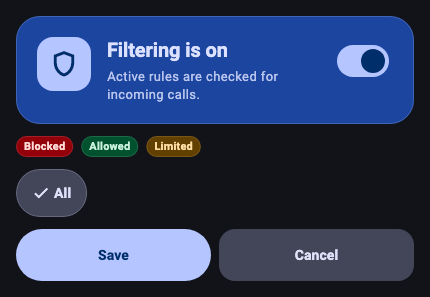 Filtering is on
Active rules are checked for
incoming calls.
Blocked Allowed Limited
All
Save Cancel